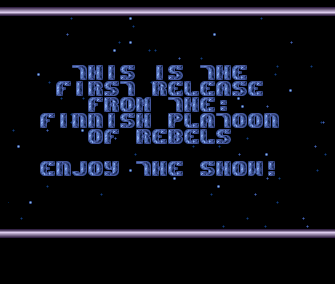 THIS IS THE
FIRST RELEASE
FROM THE:
FINNISH PLATOON
OF REBELS
ENJOY THE SHOW!